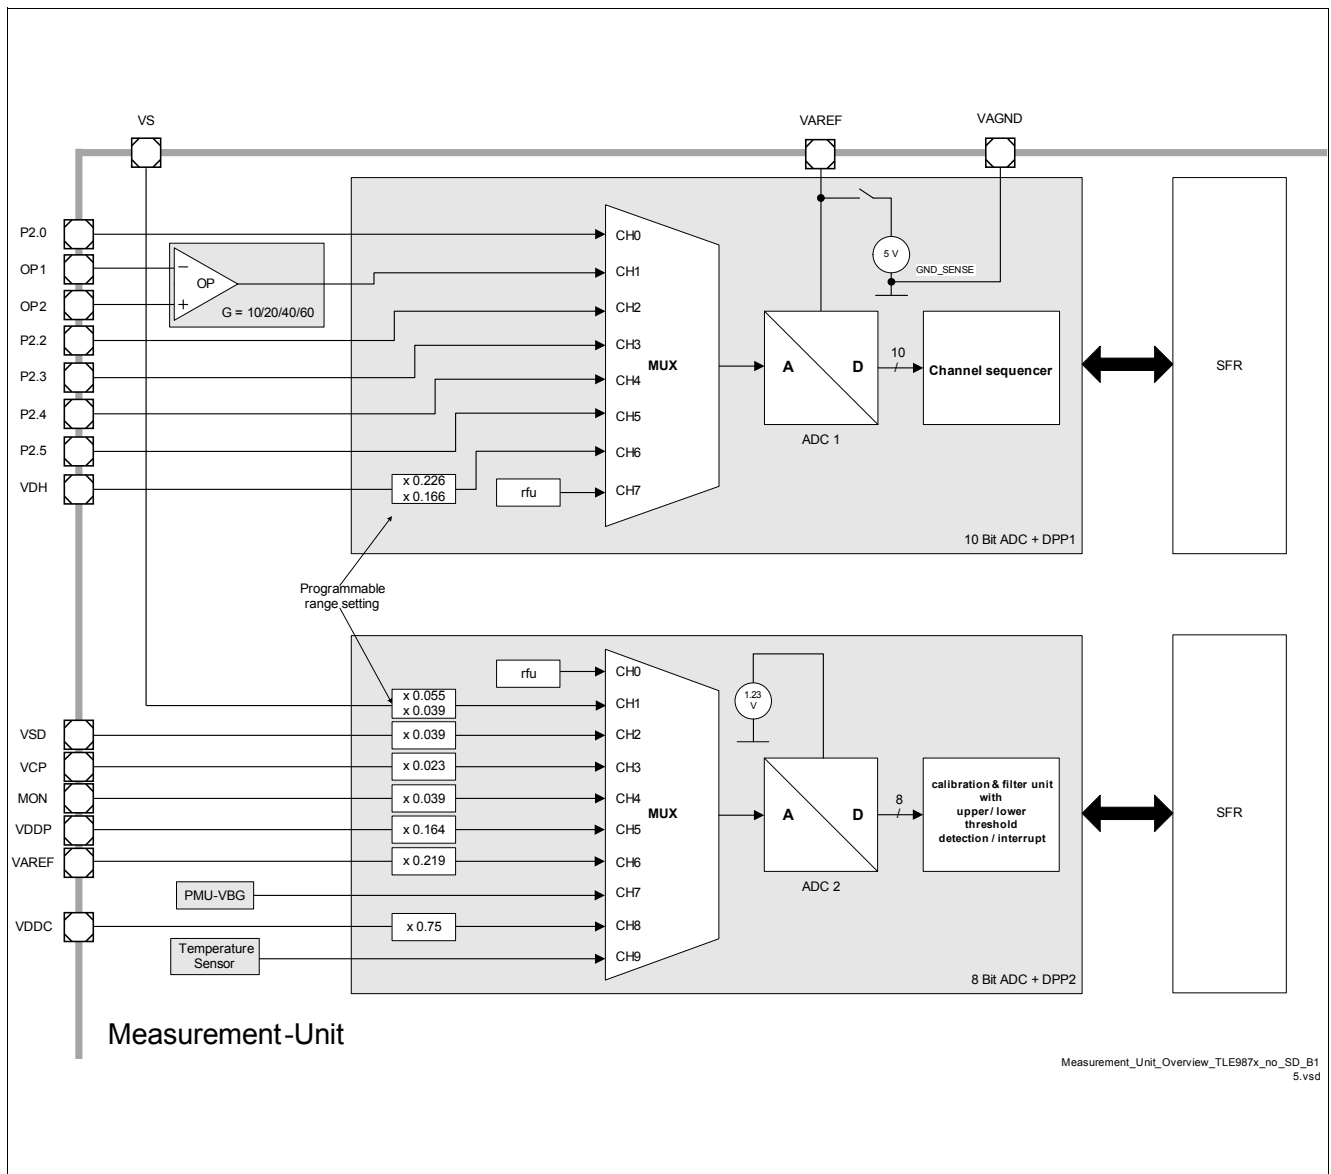 VS
VAREF
VAGND
P2.0
OP1
OP2
P2.2
P2.3
P2.4
P2.5
VDH
−
OP
+
G = 10/20/40/60
x 0.226
x 0.166
rfu
CH0
CH1
CH2
CH3
CH4
CH5
CH6
CH7
MUX
5 V
GND_SENSE
A
D
ADC 1
10
Channel sequencer
SFR
10 Bit ADC + DPP1
Programmable
range setting
VSD
VCP
MON
VDDP
VAREF
VDDC
PMU-VBG
Temperature
Sensor
rfu
x 0.055
x 0.039
x 0.039
x 0.023
x 0.039
x 0.164
x 0.219
x 0.75
CH0
CH1
CH2
CH3
CH4
CH5
CH6
CH7
CH8
CH9
MUX
1.23
V
A
D
ADC 2
8
calibration & filter unit
with
upper / lower
threshold
detection / interrupt
SFR
8 Bit ADC + DPP2
Measurement-Unit
Measurement_Unit_Overview_TLE987x_no_SD_B1
5.vsd